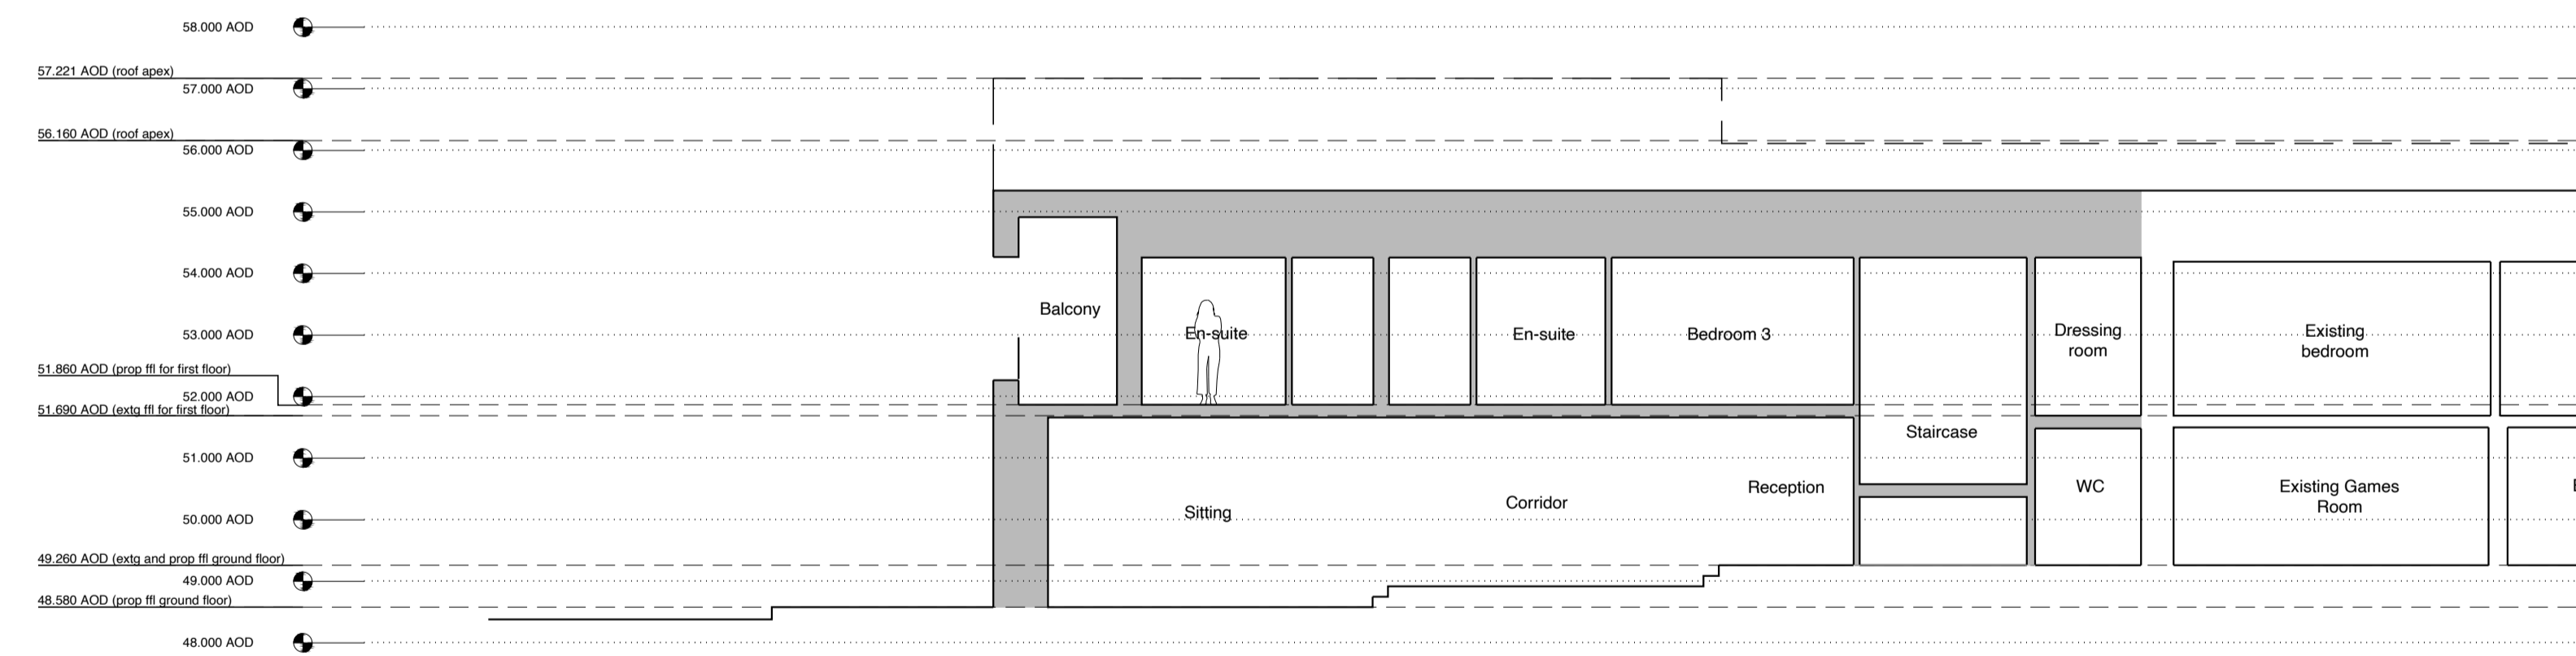 58.000 AOD
57.221 AOD (roof apex)
57.000 AOD
56.160 AOD (roof apex)
56.000 AOD
55.000 AOD
54.000 AOD
53.000 AOD
51.860 AOD (prop ffl for first floor)
52.000 AOD
51.690 AOD (extg ffl for first floor)
51.000 AOD
50.000 AOD
49.260 AOD (extg and prop ffl ground floor)
49.000 AOD
48.580 AOD (prop ffl ground floor)
48.000 AOD
Balcony
En-suite
En-suite
Bedroom 3
Dressing
room
Existing
bedroom
Staircase
Sitting
Corridor
Reception
WC
Existing Games
Room